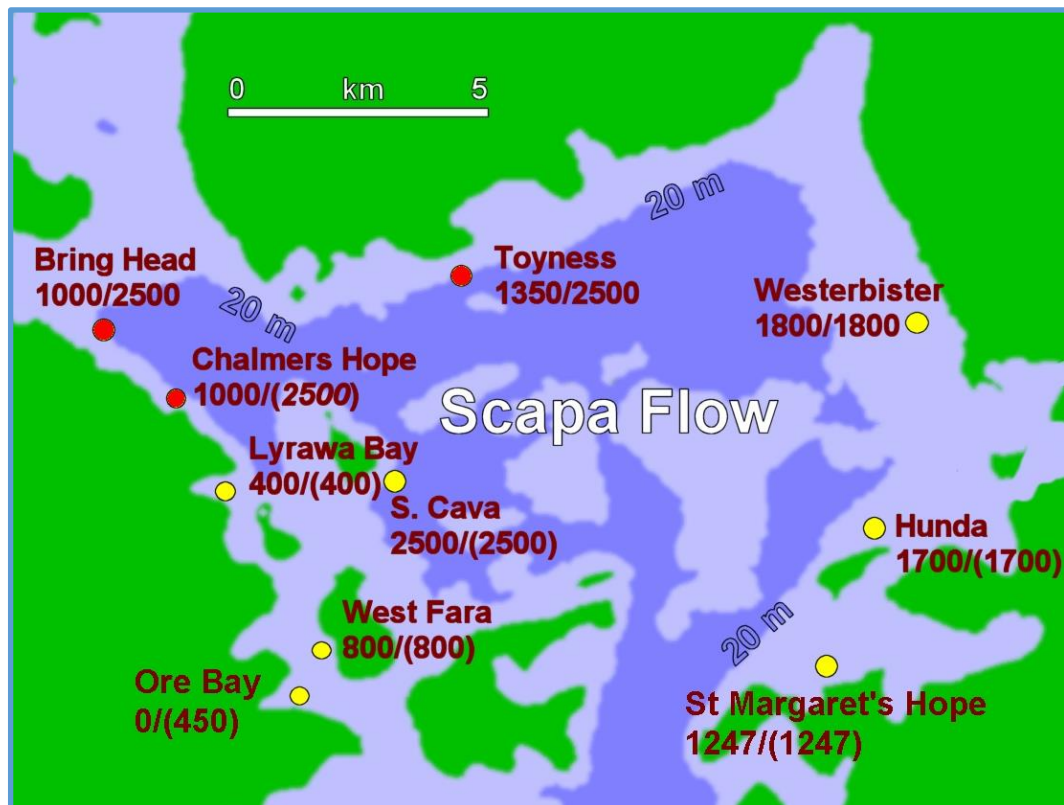 0 km 5
20 m
Bring Head
1000/2500
Toyness
1350/2500
Westerbister
1800/1800
20 m
Chalmers Hope
1000/(2500)
Scapa Flow
Lyrawa Bay
400/(400)
S. Cava
2500/(2500)
Hunda
1700/(1700)
West Fara
800/(800)
20 m
Ore Bay
0/(450)
St Margaret's Hope
1247/(1247)